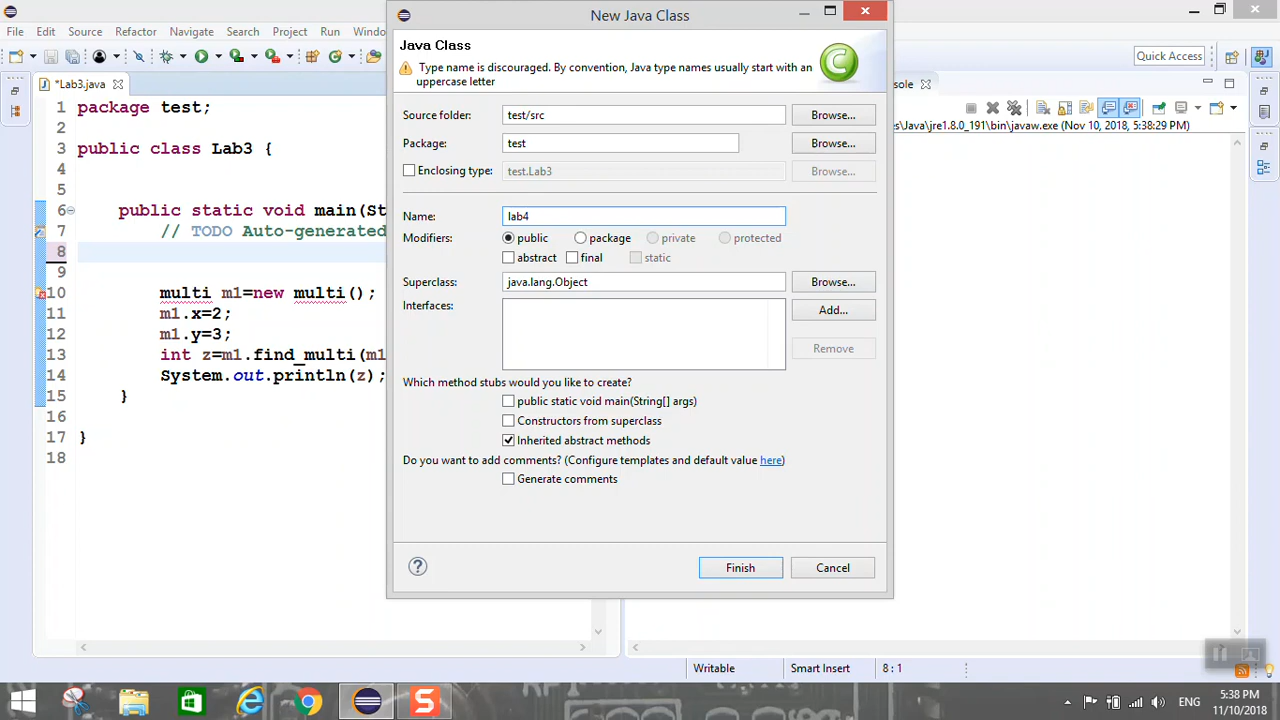 New Java Class
File Edit Source Refactor Navigate Search Project Run Windo
Java Class
Type name is discouraged. By convention, Java type names usually start with an
uppercase letter
Quick Access
*Lab3.java
sole
es\Java\jre1.8.0_191\bin\javaw.exe (Nov 10, 2018, 5:38:29 PM)
1 package test;
2
3 public class Lab3 {
4
5
6 public static void main(St
7 // TODO Auto-generated
8
9
10 multi m1=new multi();
11 m1.x=2;
12 m1.y=3;
13 int z=m1.find_multi(m1
14 System.out.println(z);
15 }
16
17 }
18
Source folder: test/src Browse...
Package: test Browse...
Enclosing type: test.Lab3 Browse...
Name: lab4
Modifiers: public package private protected
abstract final static
Superclass: java.lang.Object Browse...
Interfaces: Add...
Remove
Which method stubs would you like to create?
public static void main(String[] args)
Constructors from superclass
Inherited abstract methods
Do you want to add comments? (Configure templates and default value here)
Generate comments
? Finish Cancel
Writable Smart Insert 8 : 1
ENG 5:38 PM
11/10/2018